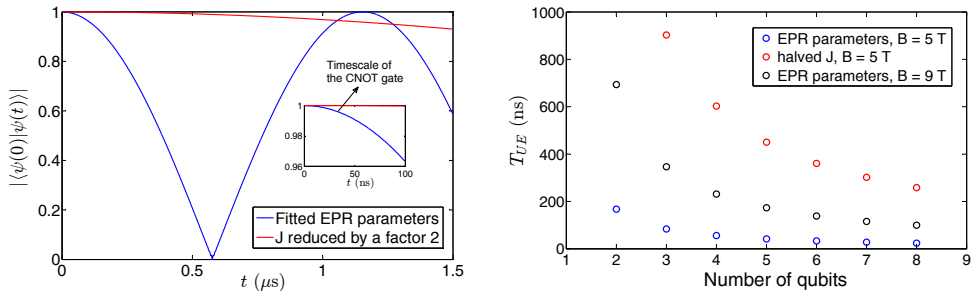 1
0.8
0.6
0.4
0.2
0
0
0.5
1
1.5
|⟨ψ(0)|ψ(t)⟩|
t (μs)
Timescale of
the CNOT gate
1
0.98
0.96
0
50
100
t (ns)
Fitted EPR parameters
J reduced by a factor 2
1000
800
600
400
200
0
1
2
3
4
5
6
7
8
9
T_UE (ns)
Number of qubits
EPR parameters, B = 5 T
halved J, B = 5 T
EPR parameters, B = 9 T